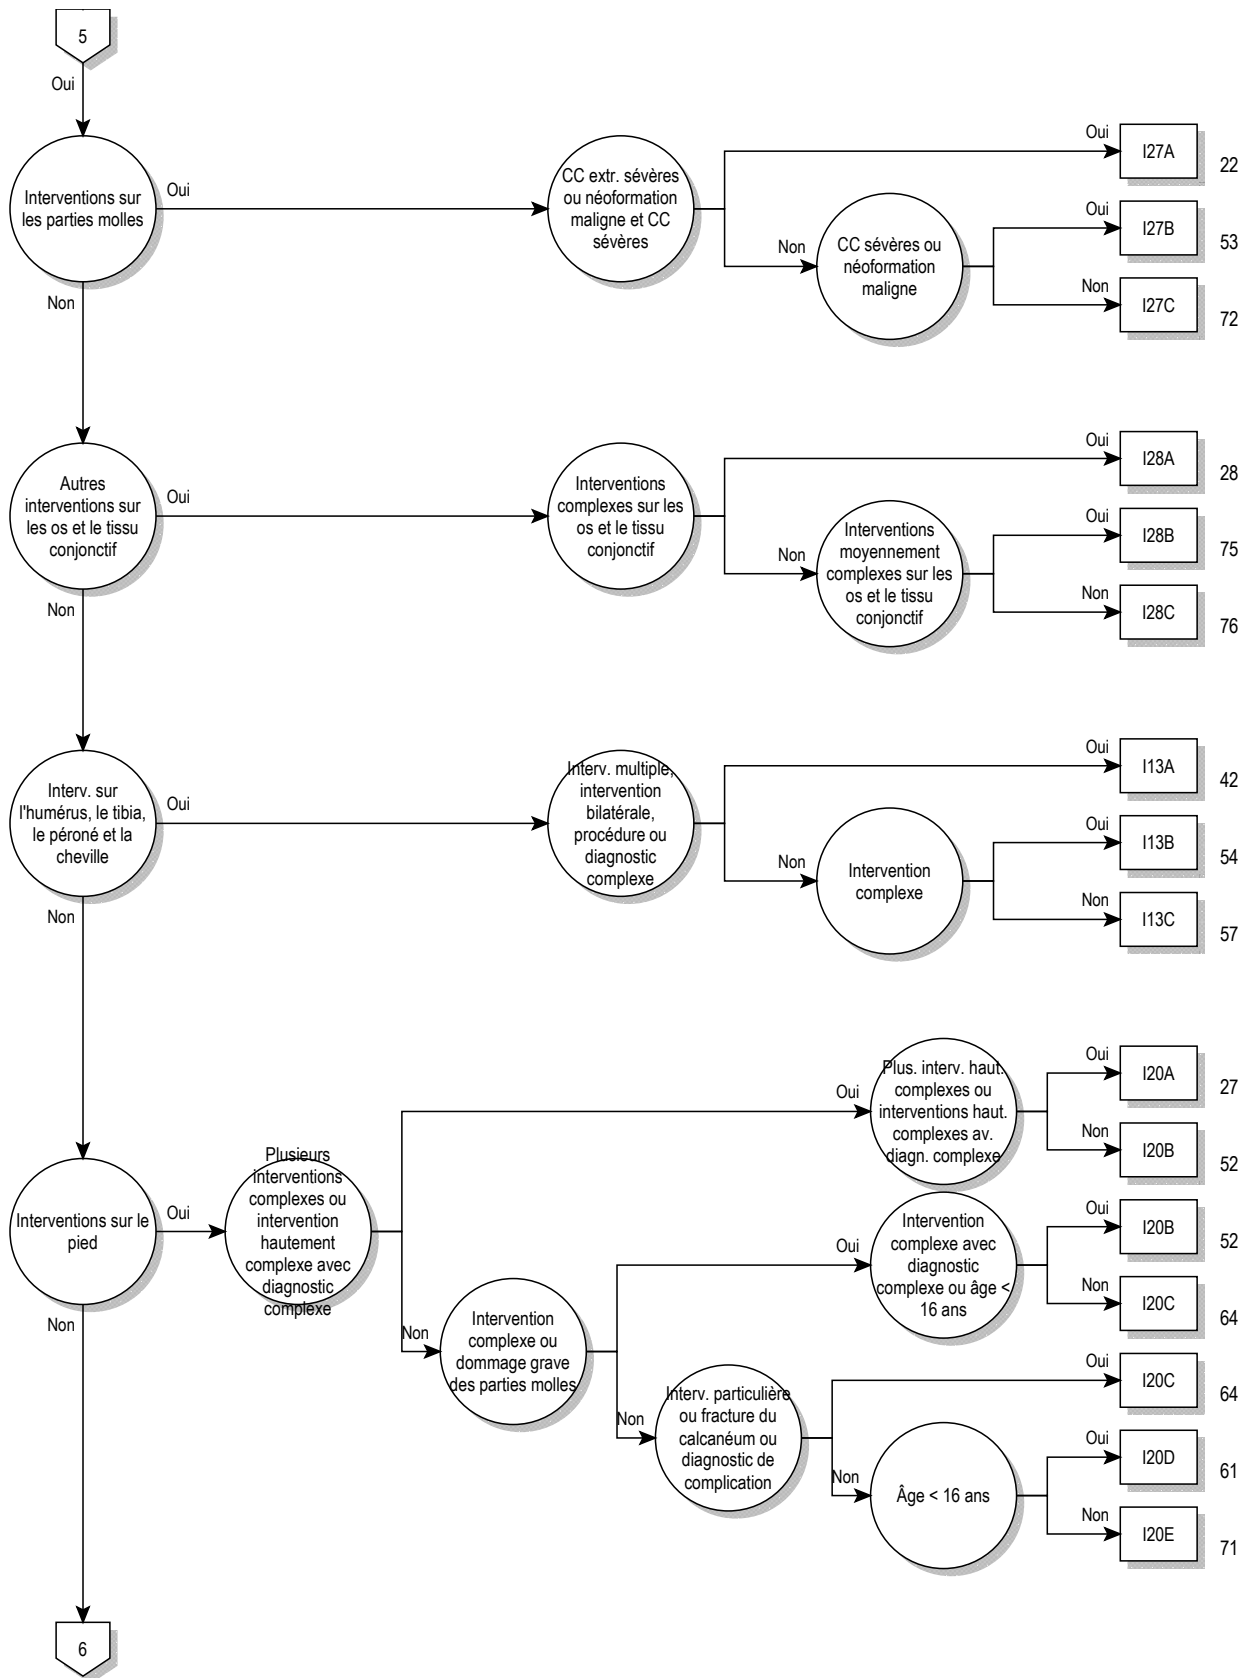 5
Oui
Interventions sur
les parties molles
Oui
CC extr. sévères
ou néoformation
maligne et CC
sévères
Oui
I27A
22
Non
CC sévères ou
néoformation
maligne
Oui
I27B
53
Non
I27C
72
Non
Autres
interventions sur
les os et le tissu
conjonctif
Oui
Interventions
complexes sur les
os et le tissu
conjonctif
Oui
I28A
28
Non
Interventions
moyennement
complexes sur les
os et le tissu
conjonctif
Oui
I28B
75
Non
I28C
76
Non
Interv. sur
l'humérus, le tibia,
le péroné et la
cheville
Oui
Interv. multiple,
intervention
bilatérale,
procédure ou
diagnostic
complexe
Oui
I13A
42
Non
Intervention
complexe
Oui
I13B
54
Non
I13C
57
Non
Interventions sur le
pied
Oui
Plusieurs
interventions
complexes ou
intervention
hautement
complexe avec
diagnostic
complexe
Oui
Plus. interv. haut.
complexes ou
interventions haut.
complexes av.
diagn. complexe
Oui
I20A
27
Non
I20B
52
Non
Intervention
complexe ou
dommage grave
des parties molles
Oui
Intervention
complexe avec
diagnostic
complexe ou âge <
16 ans
Oui
I20B
52
Non
I20C
64
Non
Interv. particulière
ou fracture du
calcanéum ou
diagnostic de
complication
Oui
I20C
64
Non
Âge < 16 ans
Oui
I20D
61
Non
I20E
71
Non
6